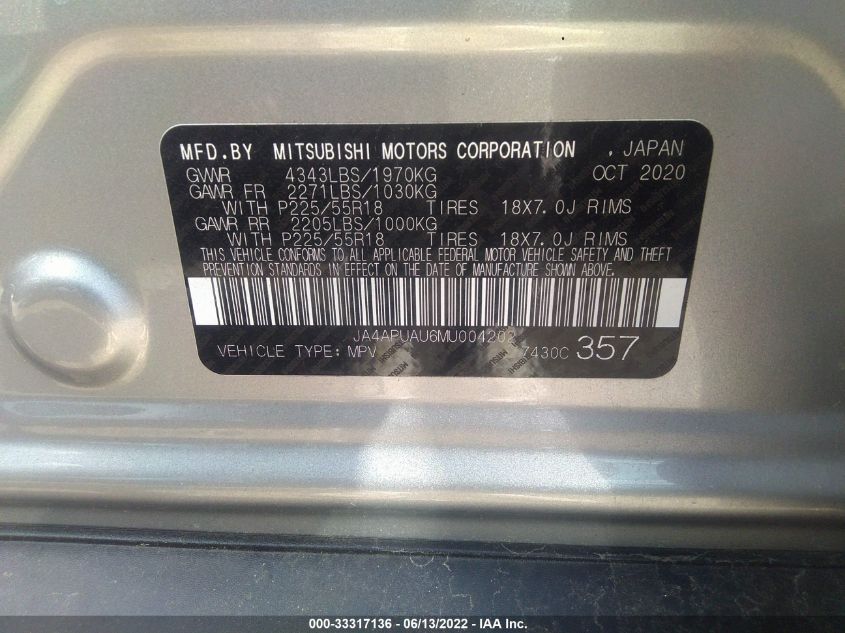 MFD.BY MITSUBISHI MOTORS CORPORATION , JAPAN
GVWR 4343LBS/1970KG OCT 2020
GAWR FR 2271LBS/1030KG
WITH P225/55R18 TIRES 18X7.0J RIMS
GAWR RR 2205LBS/1000KG
WITH P225/55R18 TIRES 18X7.0J RIMS
THIS VEHICLE CONFORMS TO ALL APPLICABLE FEDERAL MOTOR VEHICLE SAFETY AND THEFT
PREVENTION STANDARDS IN EFFECT ON THE DATE OF MANUFACTURE SHOWN ABOVE.
JA4APUAU6MU004202
VEHICLE TYPE: MPV 7430C 357
000-33317136 - 06/13/2022 - IAA Inc.